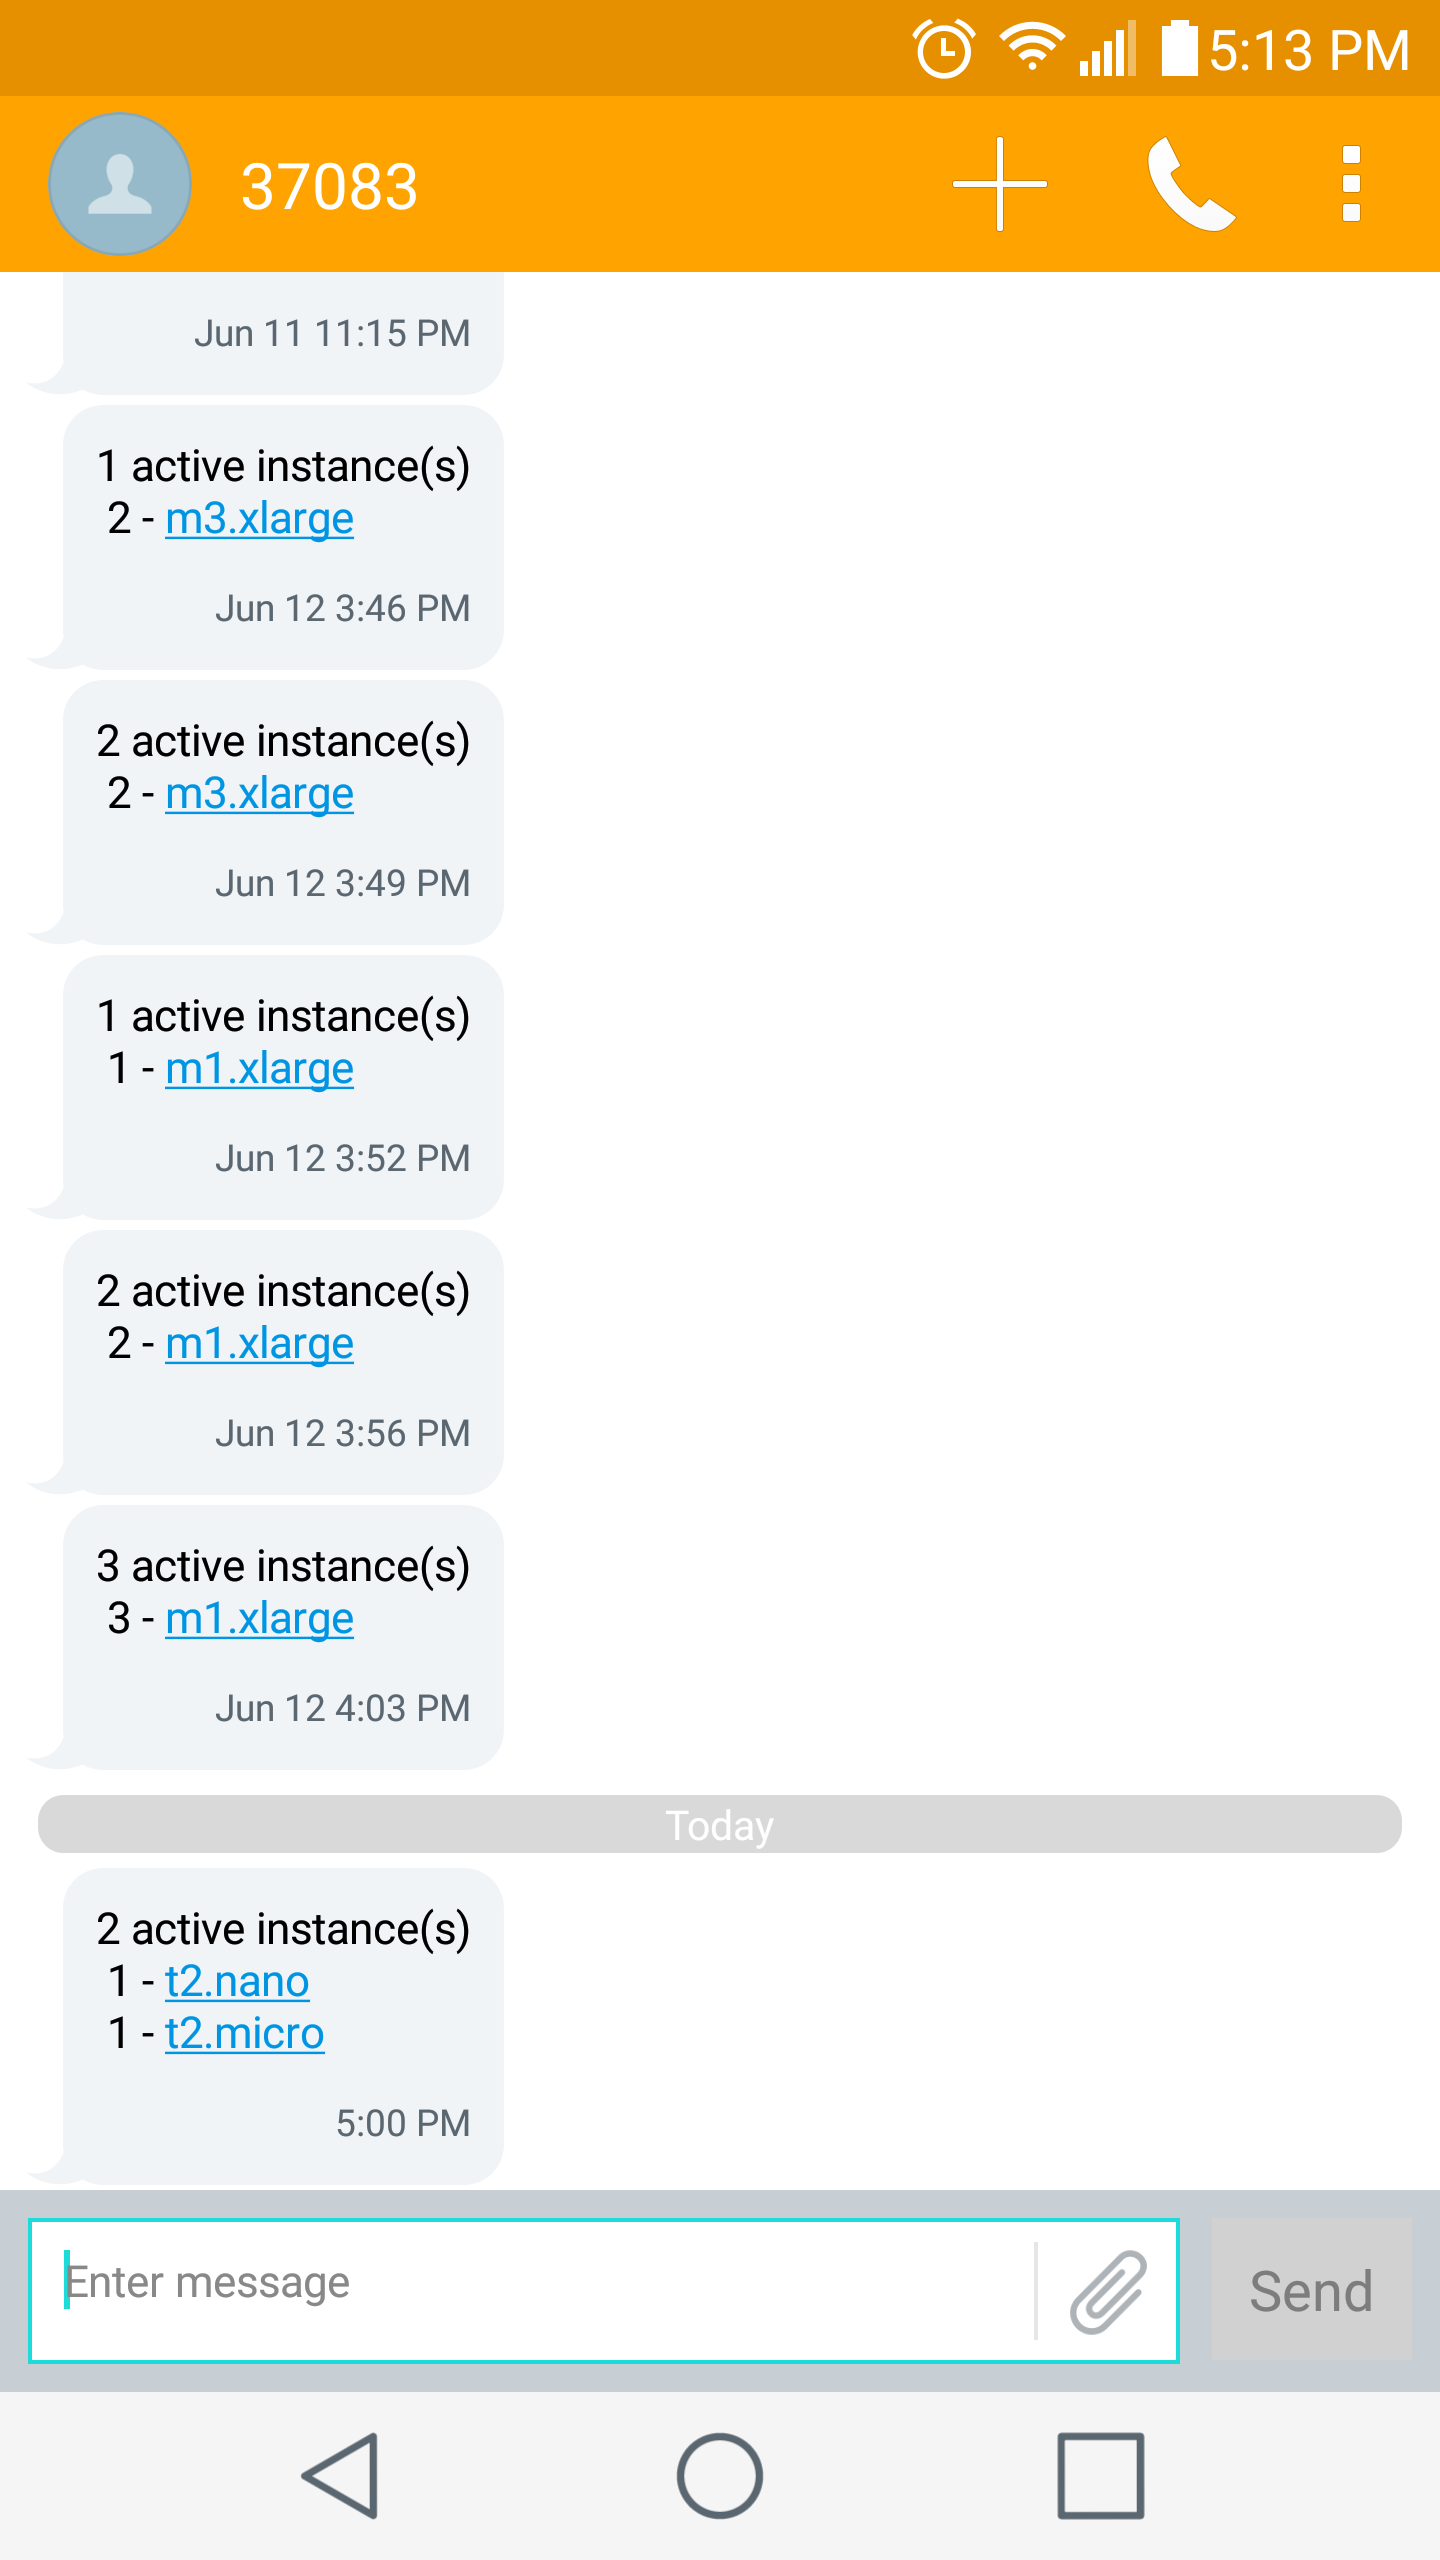 5:13 PM
37083
Jun 11 11:15 PM
1 active instance(s)
2 - m3.xlarge
Jun 12 3:46 PM
2 active instance(s)
2 - m3.xlarge
Jun 12 3:49 PM
1 active instance(s)
1 - m1.xlarge
Jun 12 3:52 PM
2 active instance(s)
2 - m1.xlarge
Jun 12 3:56 PM
3 active instance(s)
3 - m1.xlarge
Jun 12 4:03 PM
Today
2 active instance(s)
1 - t2.nano
1 - t2.micro
5:00 PM
Enter message
Send